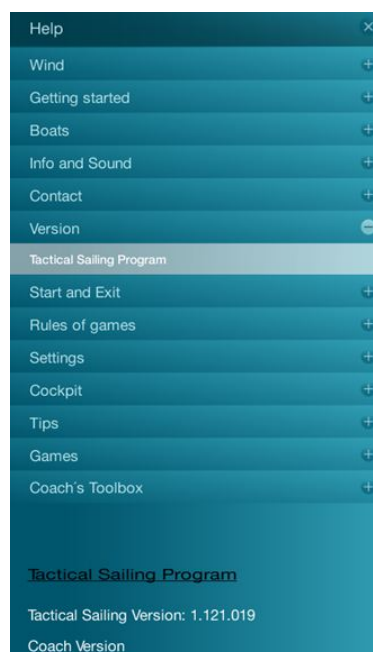 Help
Wind
Getting started
Boats
Info and Sound
Contact
Version
Tactical Sailing Program
Start and Exit
Rules of games
Settings
Cockpit
Tips
Games
Coach´s Toolbox
Tactical Sailing Program
Tactical Sailing Version: 1.121.019
Coach Version